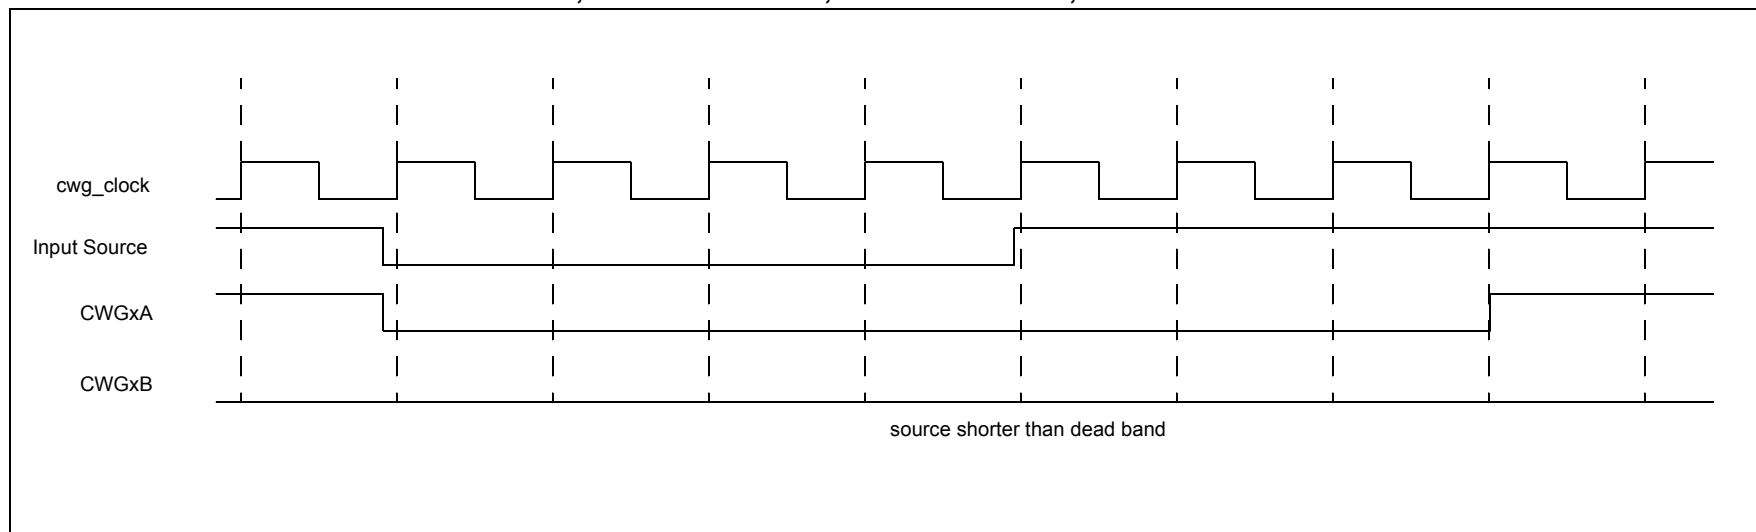 cwg_clock
Input Source
CWGxA
CWGxB
source shorter than dead band